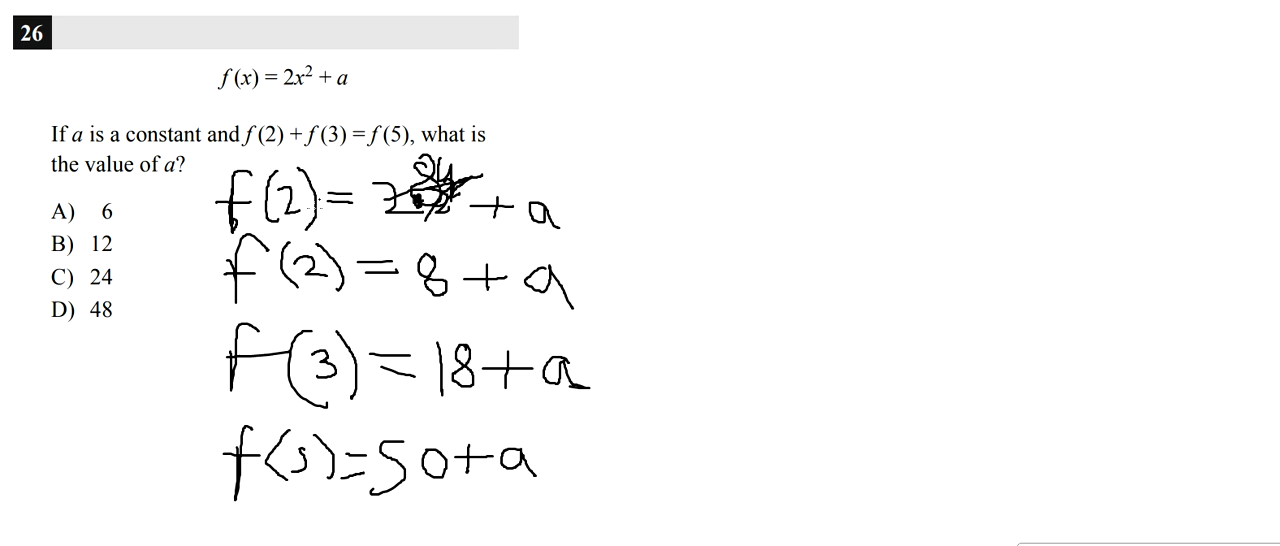 26
f(x) = 2x² + a
If a is a constant and f(2) + f(3) = f(5), what is
the value of a?
A) 6
B) 12
C) 24
D) 48
f(2) = + a
f(2) = 8 + a
f(3) = 18 + a
f(5) = 50 + a